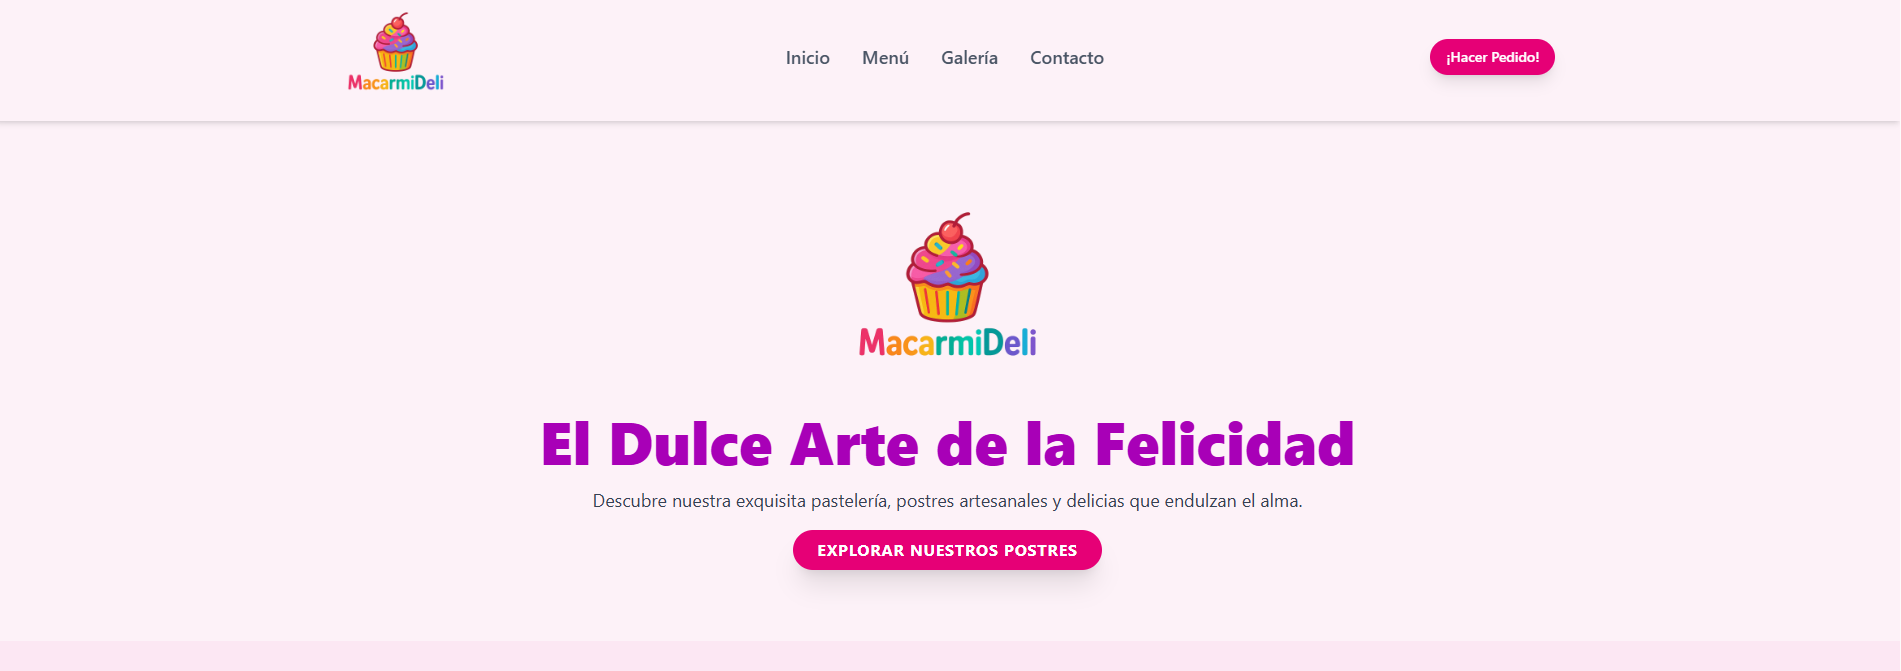 MacarmiDeli
Inicio Menú Galería Contacto
¡Hacer Pedido!
MacarmiDeli
El Dulce Arte de la Felicidad
Descubre nuestra exquisita pastelería, postres artesanales y delicias que endulzan el alma.
EXPLORAR NUESTROS POSTRES